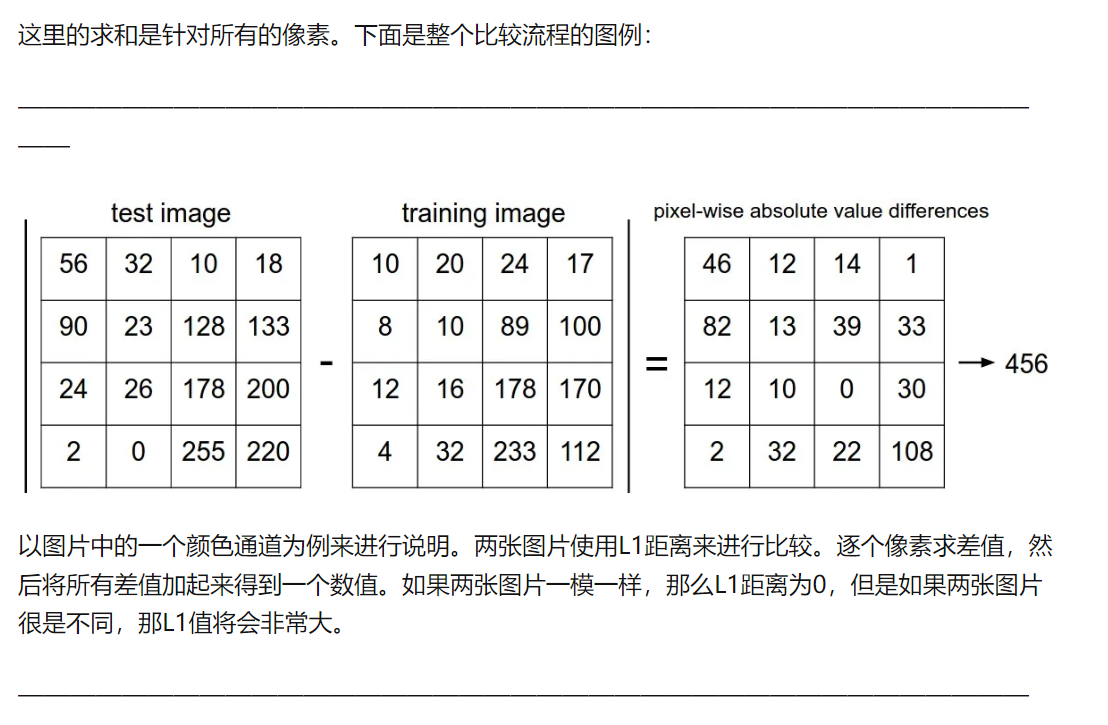 这里的求和是针对所有的像素。下面是整个比较流程的图例：
test image training image pixel-wise absolute value differences
56 32 10 18 10 20 24 17 46 12 14 1
90 23 128 133 8 10 89 100 82 13 39 33
- = → 456
24 26 178 200 12 16 178 170 12 10 0 30
2 0 255 220 4 32 233 112 2 32 22 108
以图片中的一个颜色通道为例来进行说明。两张图片使用L1距离来进行比较。逐个像素求差值，然
后将所有差值加起来得到一个数值。如果两张图片一模一样，那么L1距离为0，但是如果两张图片
很是不同，那L1值将会非常大。